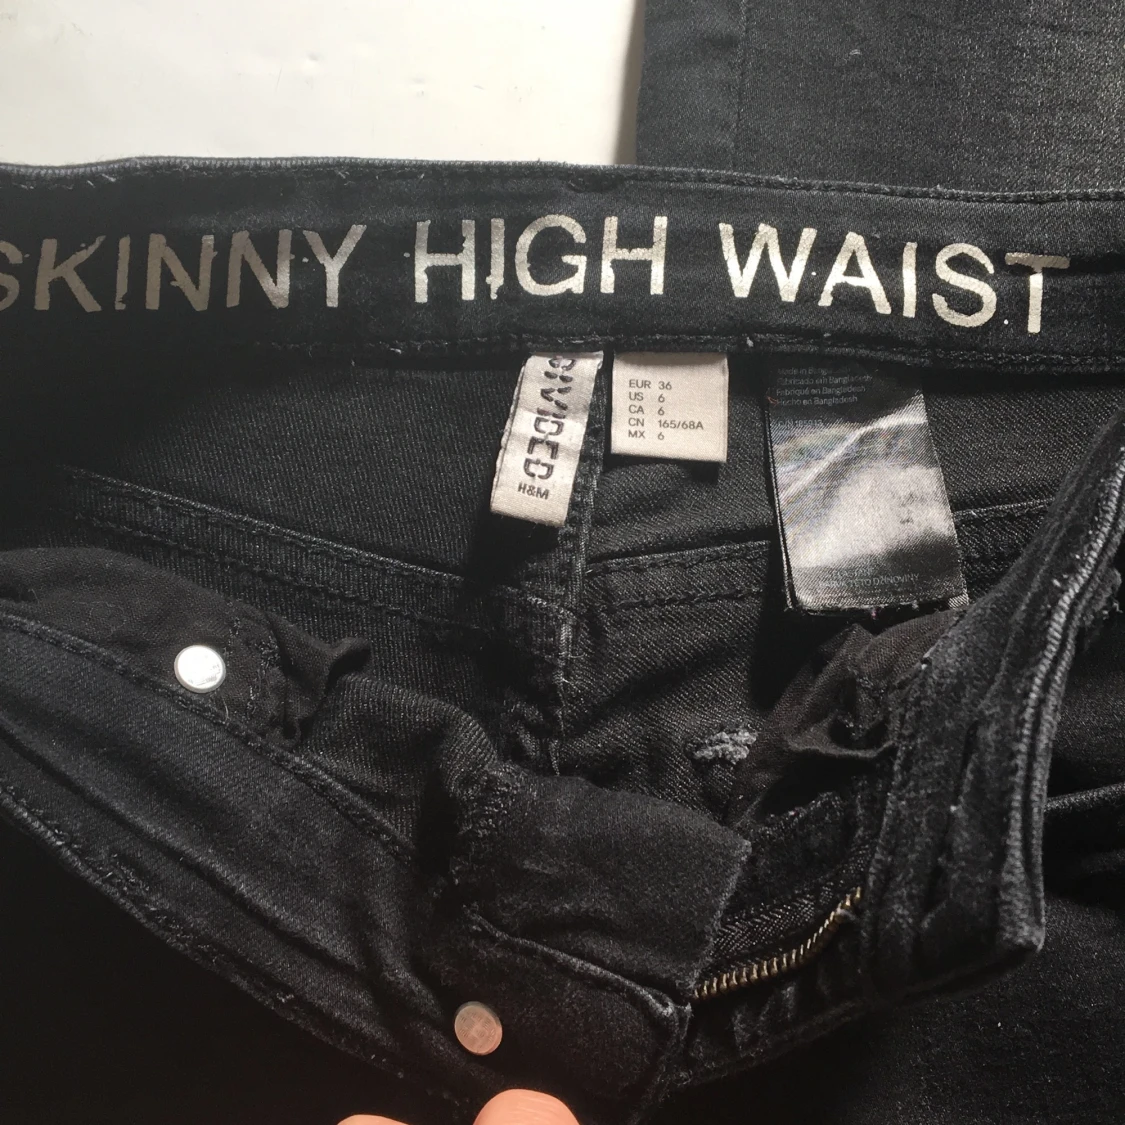 SKINNY HIGH WAIST
DIVIDED
H&M
EUR 36
US 6
CA 6
CN 165/68A
MX 6
Made in Bangladesh
Fabricado en Bangladesh
Fabriqué en Bangladesh
Hecho en Bangladesh